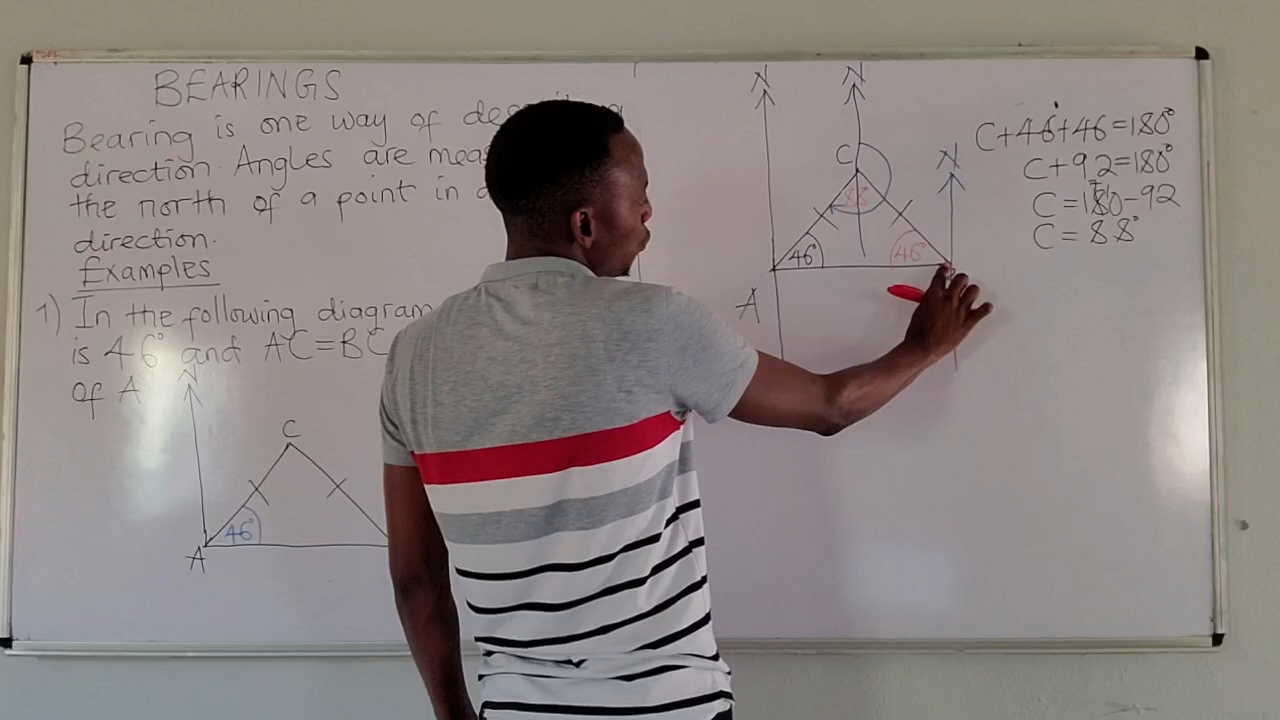 BEARINGS
Bearing is one way of
direction. Angles are
the north of a point in
direction.
Examples
1) In the following diagram
is 46° and AC=BC
of A
N
C
46°
A
N
N
N
C
88
46°
46°
A
C+46+46=180°
C+92=180°
C=180-92
C=88°